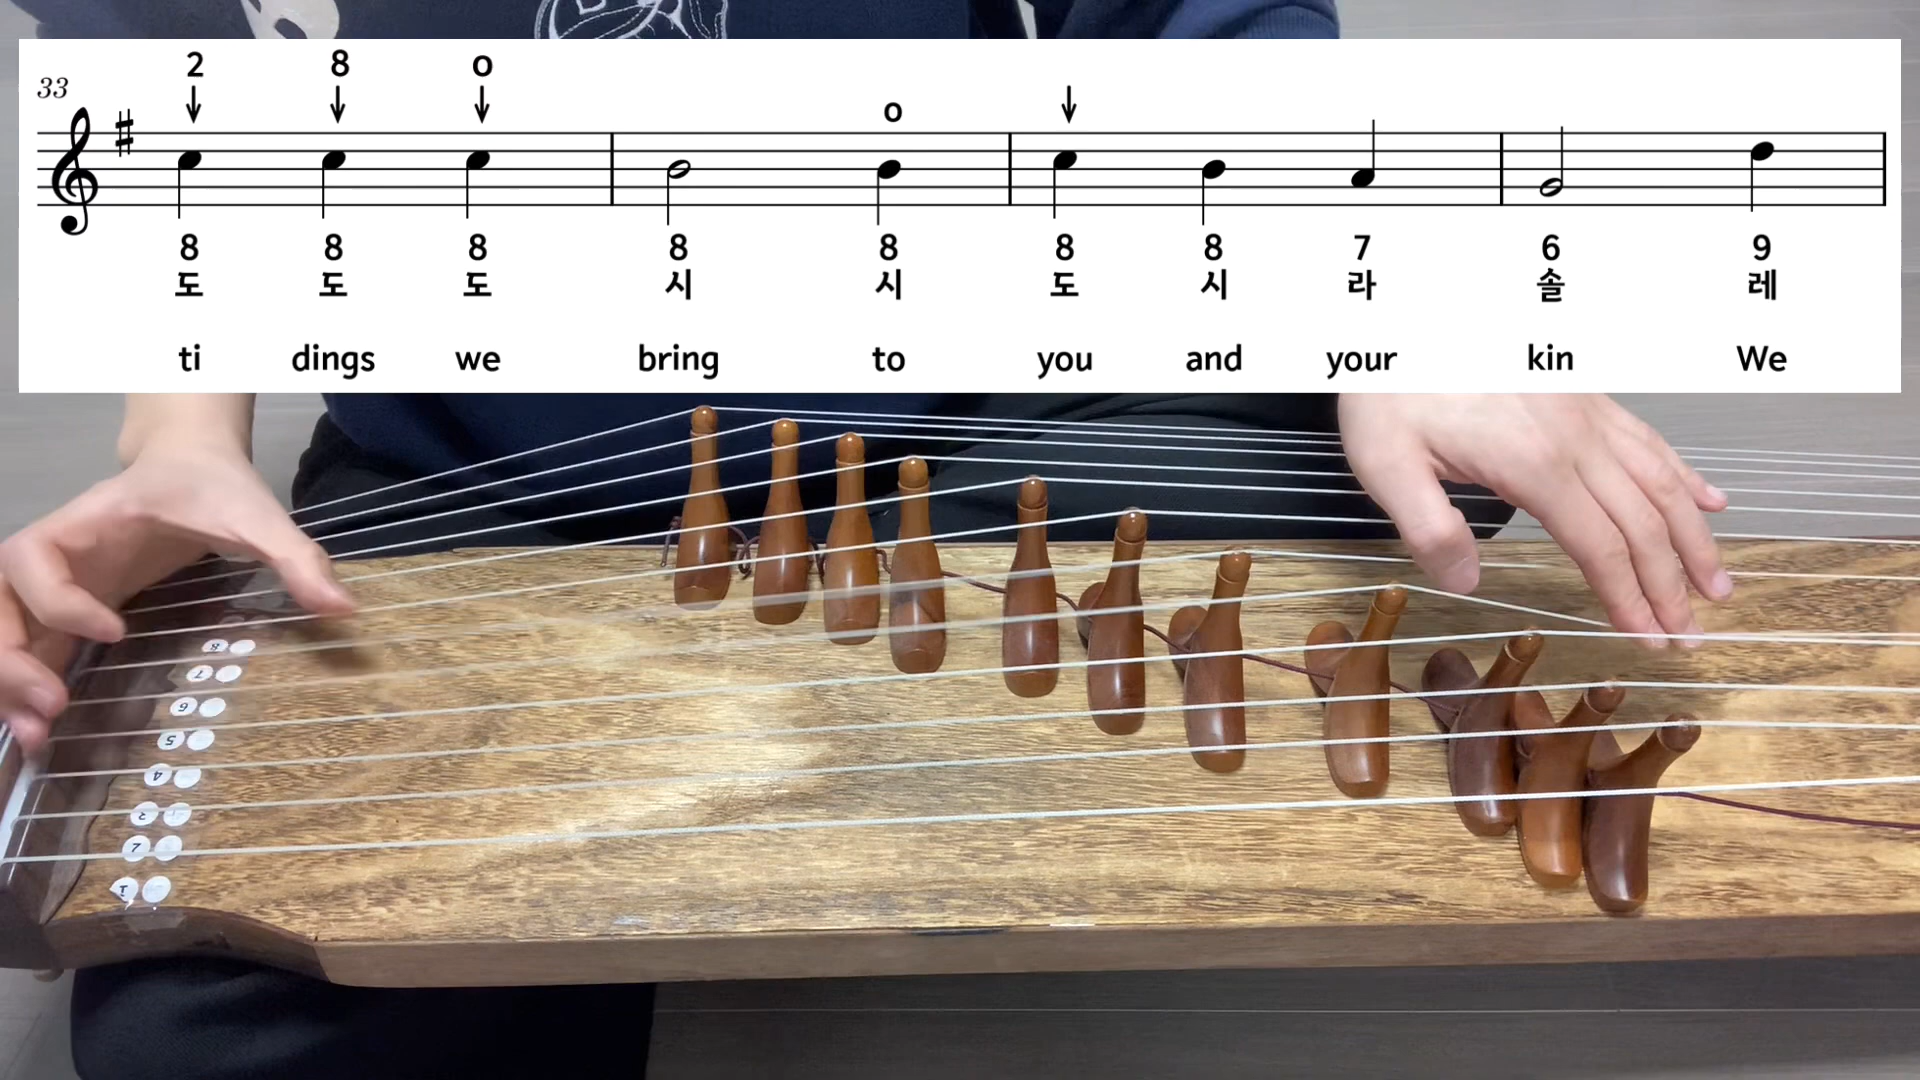 2 8 o
33
o
8 8 8 8 8 8 8 7 6 9
도 도 도 시 시 도 시 라 솔 레
ti dings we bring to you and your kin We
8
7
6
5
4
3
2
1